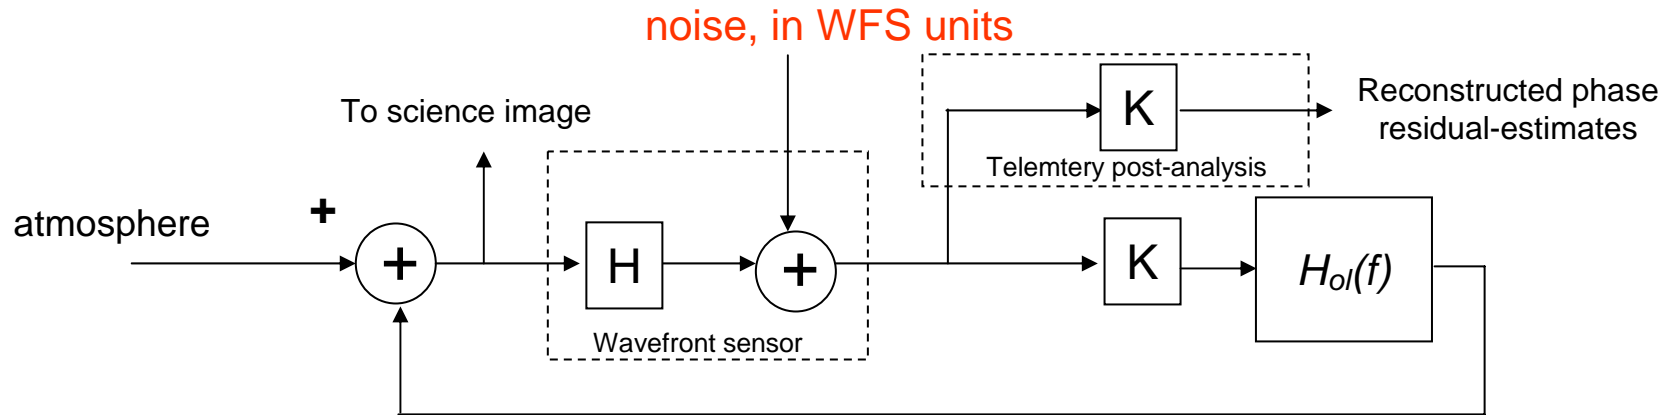 noise, in WFS units
To science image
K
Reconstructed phase
residual-estimates
Telemtery post-analysis
atmosphere
+
+
H
+
K
Hol(f)
Wavefront sensor